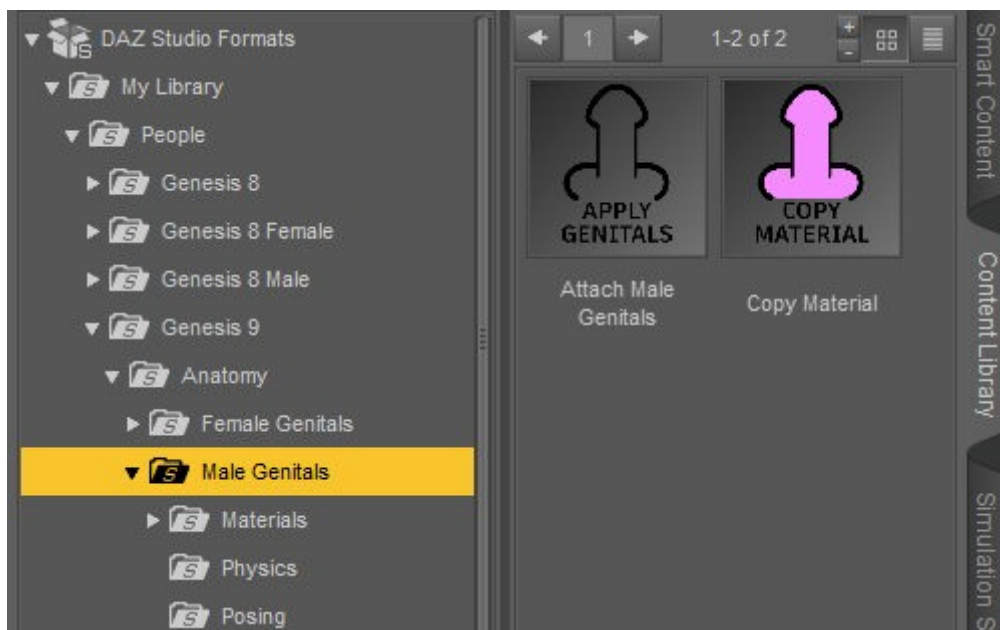 DAZ Studio Formats
My Library
People
Genesis 8
Genesis 8 Female
Genesis 8 Male
Genesis 9
Anatomy
Female Genitals
Male Genitals
Materials
Physics
Posing
1
1-2 of 2
APPLY
GENITALS
Attach Male
Genitals
COPY
MATERIAL
Copy Material
Smart Content
Content Library
Simulation S